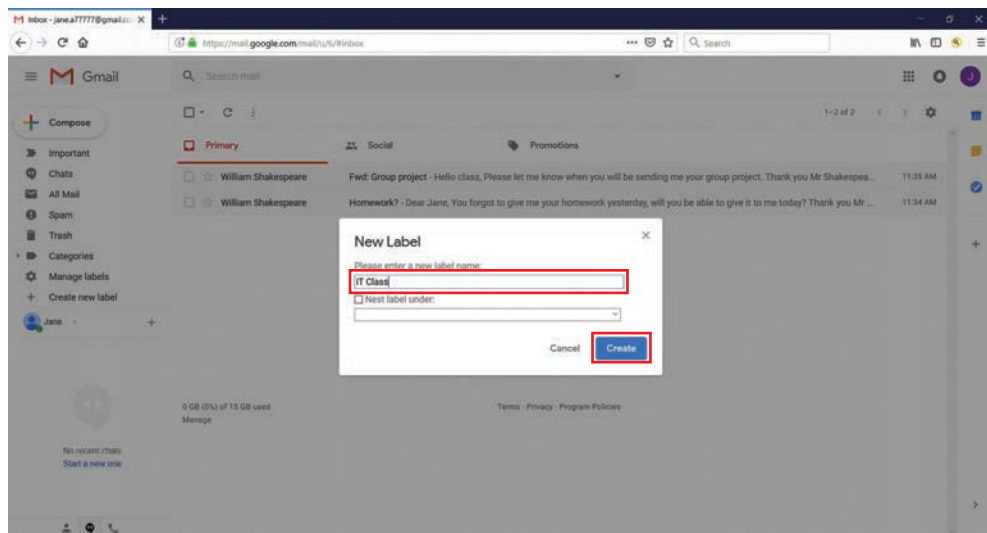 Inbox - jane.a77777@gmail.co
https://mail.google.com/mail/u/6/#inbox
Search
Gmail
Search mail
Compose
1–2 of 2
Primary
Social
Promotions
Important
Chats
All Mail
Spam
Trash
Categories
Manage labels
Create new label
Jane
William Shakespeare Fwd: Group project - Hello class, Please let me know when you will be sending me your group project. Thank you Mr Shakespea... 11:35 AM
William Shakespeare Homework? - Dear Jane, You forgot to give me your homework yesterday, will you be able to give it to me today? Thank you Mr ... 11:34 AM
New Label
Please enter a new label name:
IT Class
Nest label under:
Cancel
Create
0 GB (0%) of 15 GB used
Manage
Terms - Privacy - Program Policies
No recent chats
Start a new one
J